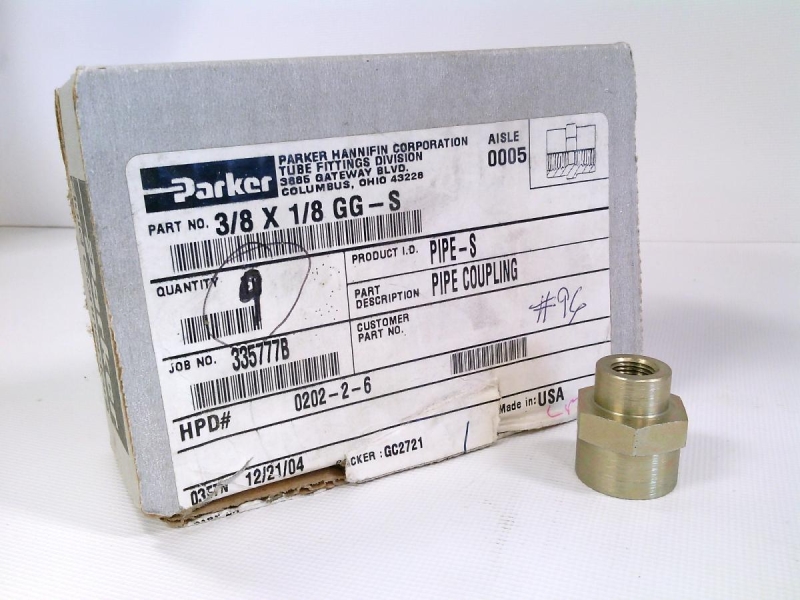 Parker
PARKER HANNIFIN CORPORATION
TUBE FITTINGS DIVISION
3885 GATEWAY BLVD.
COLUMBUS, OHIO 43228
AISLE
0005
PART NO. 3/8 X 1/8 GG-S
QUANTITY
9
PRODUCT I.D. PIPE-S
PART DESCRIPTION PIPE COUPLING
CUSTOMER PART NO.
#96
JOB NO. 335777B
HPD# 0202-2-6
Made in: USA
12/21/04
GC2721